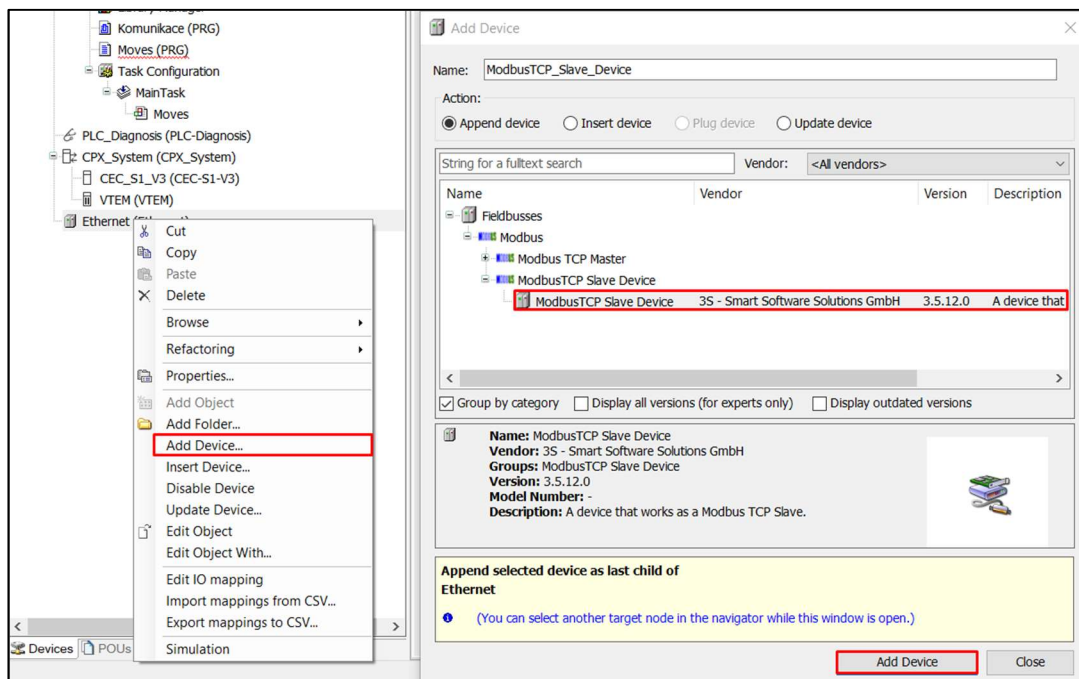 Library Manager
Komunikace (PRG)
Moves (PRG)
Task Configuration
MainTask
Moves
PLC_Diagnosis (PLC-Diagnosis)
CPX_System (CPX_System)
CEC_S1_V3 (CEC-S1-V3)
VTEM (VTEM)
Ethernet (Ethernet)
Cut
Copy
Paste
Delete
Browse
Refactoring
Properties...
Add Object
Add Folder...
Add Device...
Insert Device...
Disable Device
Update Device...
Edit Object
Edit Object With...
Edit IO mapping
Import mappings from CSV...
Export mappings to CSV...
Simulation
Devices POUs
Add Device
Name: ModbusTCP_Slave_Device
Action:
Append device Insert device Plug device Update device
String for a fulltext search Vendor: <All vendors>
Name Vendor Version Description
Fieldbusses
Modbus
Modbus TCP Master
ModbusTCP Slave Device
ModbusTCP Slave Device 3S - Smart Software Solutions GmbH 3.5.12.0 A device that
Group by category Display all versions (for experts only) Display outdated versions
Name: ModbusTCP Slave Device
Vendor: 3S - Smart Software Solutions GmbH
Groups: ModbusTCP Slave Device
Version: 3.5.12.0
Model Number: -
Description: A device that works as a Modbus TCP Slave.
Append selected device as last child of
Ethernet
(You can select another target node in the navigator while this window is open.)
Add Device Close